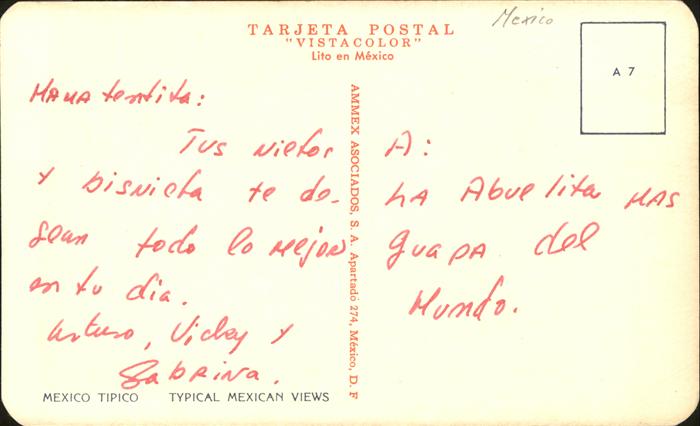 Mexico
TARJETA POSTAL
"VISTACOLOR"
Lito en México
A 7
Mama tentita:
Tus nietos
y bisnieta te de-
sean todo lo mejor
en tu dia.
Arturo, Vicky y
Sabrina.
AMMEX ASOCIADOS, S. A. Apartado 274, México, D. F
A:
La Abuelita mas
guapa del
Mundo.
MEXICO TIPICO TYPICAL MEXICAN VIEWS